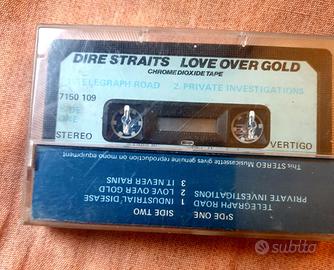 DIRE STRAITS LOVE OVER GOLD
CHROME DIOXIDE TAPE
TELEGRAPH ROAD 2. PRIVATE INVESTIGATIONS
7150 109
STEREO
VERTIGO
This STEREO Musicassette gives genuine reproduction on mono equipment
SIDE ONE
TELEGRAPH ROAD
PRIVATE INVESTIGATIONS
SIDE TWO
1 INDUSTRIAL DISEASE
2 LOVE OVER GOLD
3 IT NEVER RAINS
subito